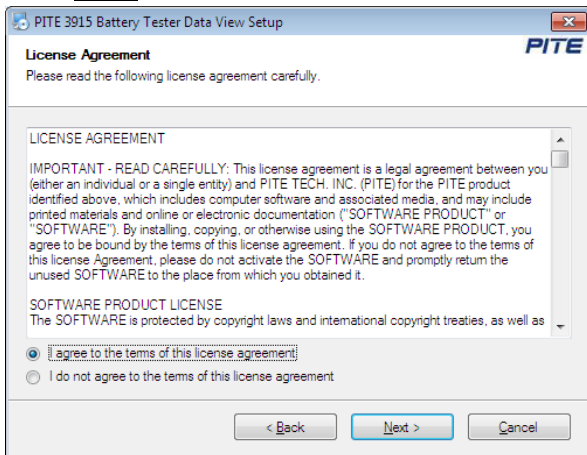 PITE 3915 Battery Tester Data View Setup
License Agreement
PITE
Please read the following license agreement carefully.
LICENSE AGREEMENT
IMPORTANT - READ CAREFULLY: This license agreement is a legal agreement between you
(either an individual or a single entity) and PITE TECH. INC. (PITE) for the PITE product
identified above, which includes computer software and associated media, and may include
printed materials and online or electronic documentation ("SOFTWARE PRODUCT" or
"SOFTWARE"). By installing, copying, or otherwise using the SOFTWARE PRODUCT, you
agree to be bound by the terms of this license agreement. If you do not agree to the terms of
this license Agreement, please do not activate the SOFTWARE and promptly return the
unused SOFTWARE to the place from which you obtained it.
SOFTWARE PRODUCT LICENSE
The SOFTWARE is protected by copyright laws and international copyright treaties, as well as
I agree to the terms of this license agreement
I do not agree to the terms of this license agreement
< Back
Next >
Cancel